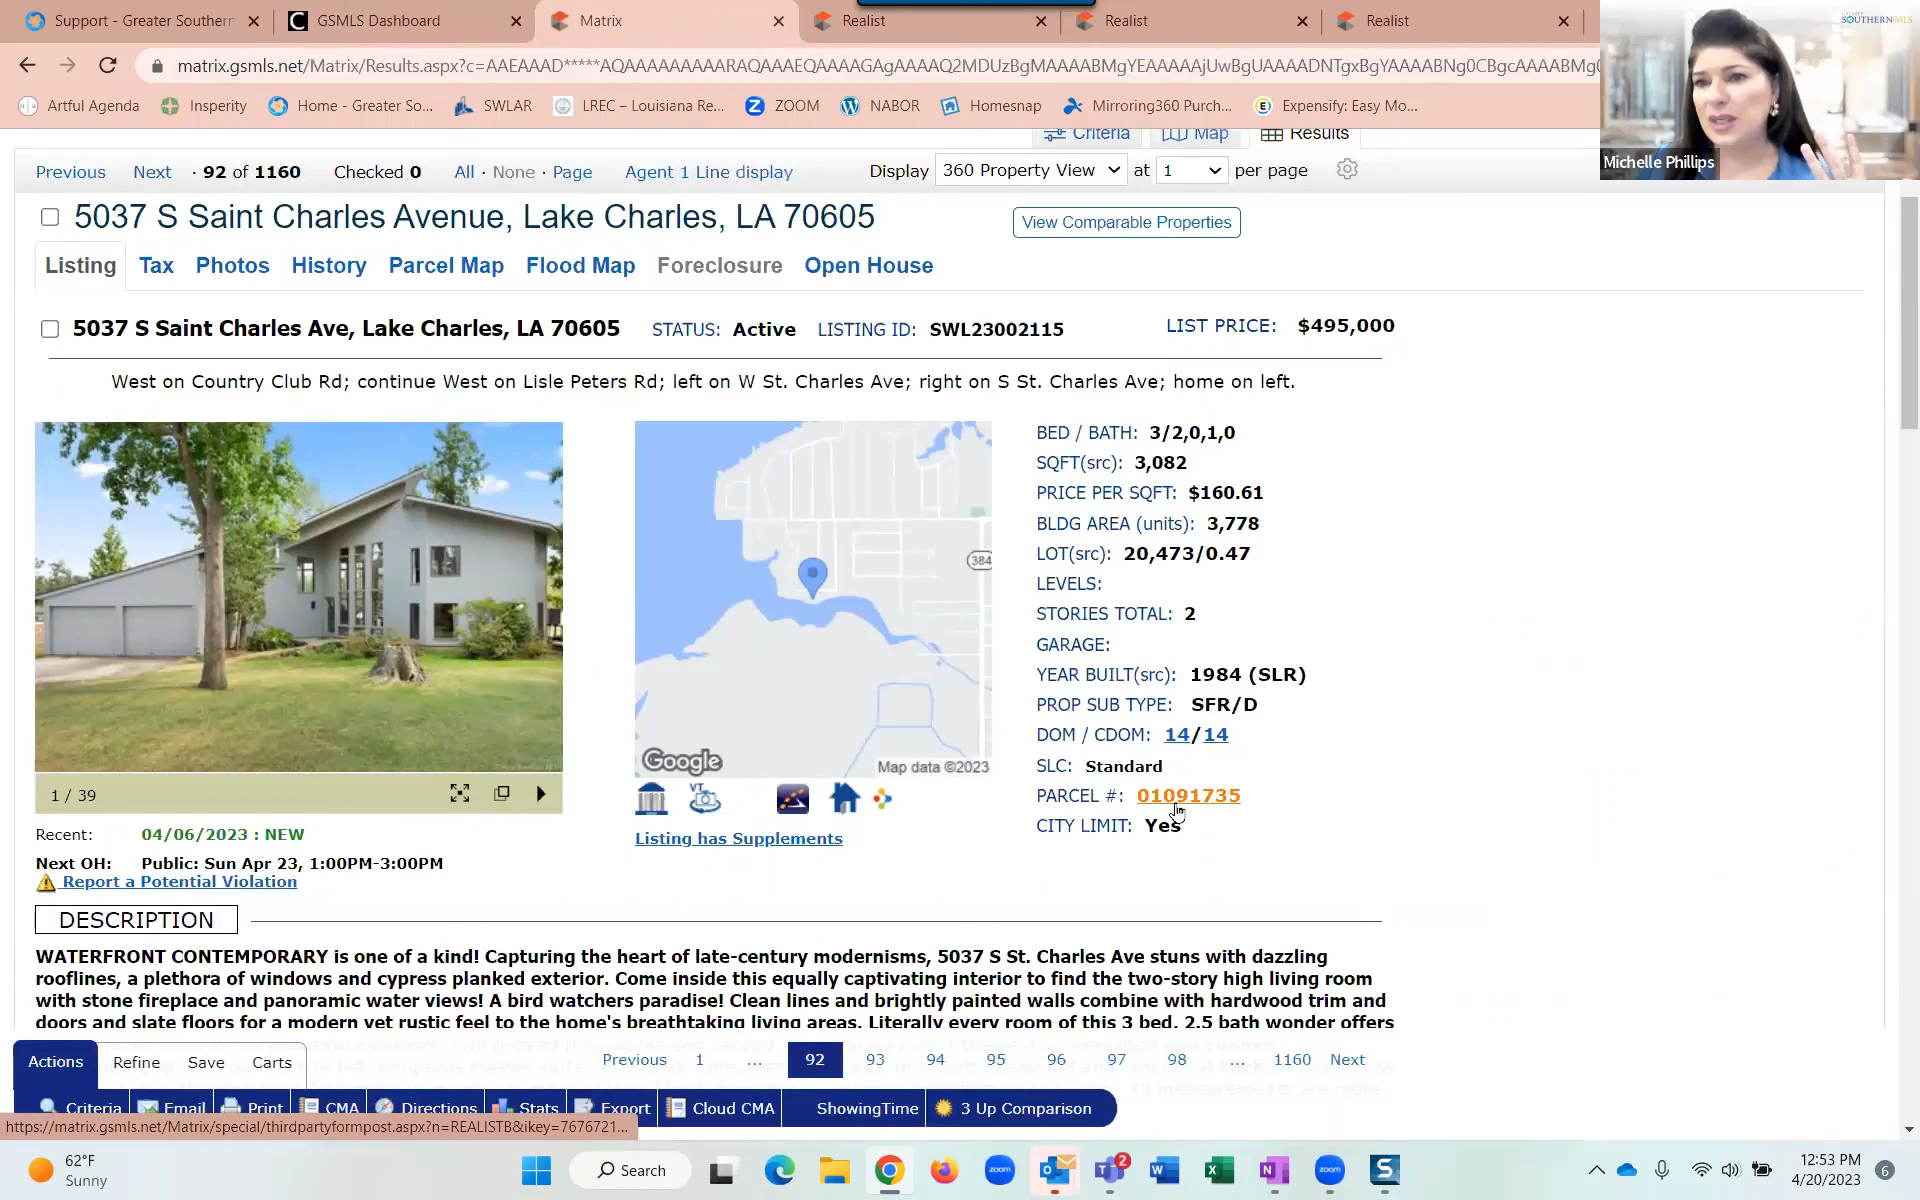 Support - Greater Southern
GSMLS Dashboard
Matrix
Realist
Realist
Realist
matrix.gsmls.net/Matrix/Results.aspx?c=AAEAAAD*****AQAAAAAAAAARAQAAAEQAAAAGAgAAAAQ2MDUzBgMAAAABMgYEAAAAAjUwBgUAAAADNTgxBgYAAAABNg0CBgcAAAABMg
Artful Agenda
Insperity
Home - Greater So...
SWLAR
LREC – Louisiana Re...
ZOOM
NABOR
Homesnap
Mirroring360 Purch...
Expensify: Easy Mo...
SOUTHERN MLS
Michelle Phillips
Criteria
Map
Results
Previous Next · 92 of 1160 Checked 0 All · None · Page Agent 1 Line display Display 360 Property View at 1 per page
5037 S Saint Charles Avenue, Lake Charles, LA 70605
View Comparable Properties
Listing Tax Photos History Parcel Map Flood Map Foreclosure Open House
5037 S Saint Charles Ave, Lake Charles, LA 70605 STATUS: Active LISTING ID: SWL23002115 LIST PRICE: $495,000
West on Country Club Rd; continue West on Lisle Peters Rd; left on W St. Charles Ave; right on S St. Charles Ave; home on left.
384
Google
Map data ©2023
1 / 39
VT
Listing has Supplements
BED / BATH: 3/2,0,1,0
SQFT(src): 3,082
PRICE PER SQFT: $160.61
BLDG AREA (units): 3,778
LOT(src): 20,473/0.47
LEVELS:
STORIES TOTAL: 2
GARAGE:
YEAR BUILT(src): 1984 (SLR)
PROP SUB TYPE: SFR/D
DOM / CDOM: 14/14
SLC: Standard
PARCEL #: 01091735
CITY LIMIT: Yes
Recent: 04/06/2023 : NEW
Next OH: Public: Sun Apr 23, 1:00PM-3:00PM
Report a Potential Violation
DESCRIPTION
WATERFRONT CONTEMPORARY is one of a kind! Capturing the heart of late-century modernisms, 5037 S St. Charles Ave stuns with dazzling
rooflines, a plethora of windows and cypress planked exterior. Come inside this equally captivating interior to find the two-story high living room
with stone fireplace and panoramic water views! A bird watchers paradise! Clean lines and brightly painted walls combine with hardwood trim and
doors and slate floors for a modern yet rustic feel to the home's breathtaking living areas. Literally every room of this 3 bed, 2.5 bath wonder offers
Actions Refine Save Carts
Previous 1 ... 92 93 94 95 96 97 98 ... 1160 Next
Criteria Email Print CMA Directions Stats Export Cloud CMA ShowingTime 3 Up Comparison
https://matrix.gsmls.net/Matrix/special/thirdpartyformpost.aspx?n=REALISTB&ikey=7676721...
62°F
Sunny
Search
zoom
2
zoom
12:53 PM
4/20/2023
6